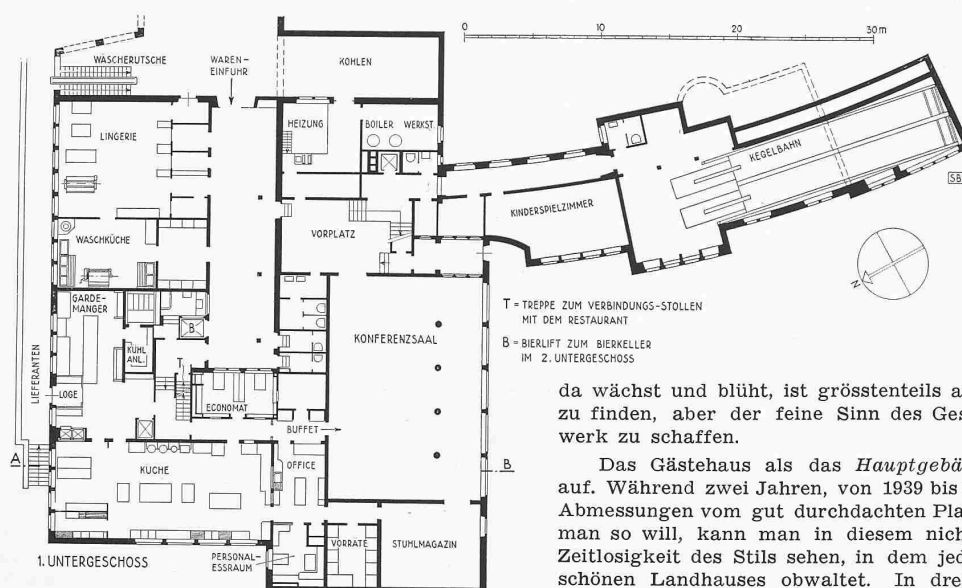 0 10 20 30 m
WÄSCHERUTSCHE
WAREN-
EINFUHR
KOHLEN
LINGERIE
HEIZUNG
BOILER
WERKST.
KEGELBAHN
SB
KINDERSPIELZIMMER
WASCHKÜCHE
VORPLATZ
N
GARDE-
MANGER
KÜHL
ANL.
B
T
KONFERENZSAAL
T = TREPPE ZUM VERBINDUNGS-STOLLEN
MIT DEM RESTAURANT
B = BIERLIFT ZUM BIERKELLER
IM 2. UNTERGESCHOSS
LIEFERANTEN
LOGE
ECONOMAT
BUFFET
A
KÜCHE
OFFICE
B
1. UNTERGESCHOSS
PERSONAL-
ESSRAUM
VORRÄTE
STUHLMAGAZIN
da wächst und blüht, ist grösstenteils a
zu finden, aber der feine Sinn des Ges
werk zu schaffen.
Das Gästehaus als das Hauptgebä
auf. Während zwei Jahren, von 1939 bis
Abmessungen vom gut durchdachten Pla
man so will, kann man in diesem nich
Zeitlosigkeit des Stils sehen, in dem jed
schönen Landhauses obwaltet. In dre